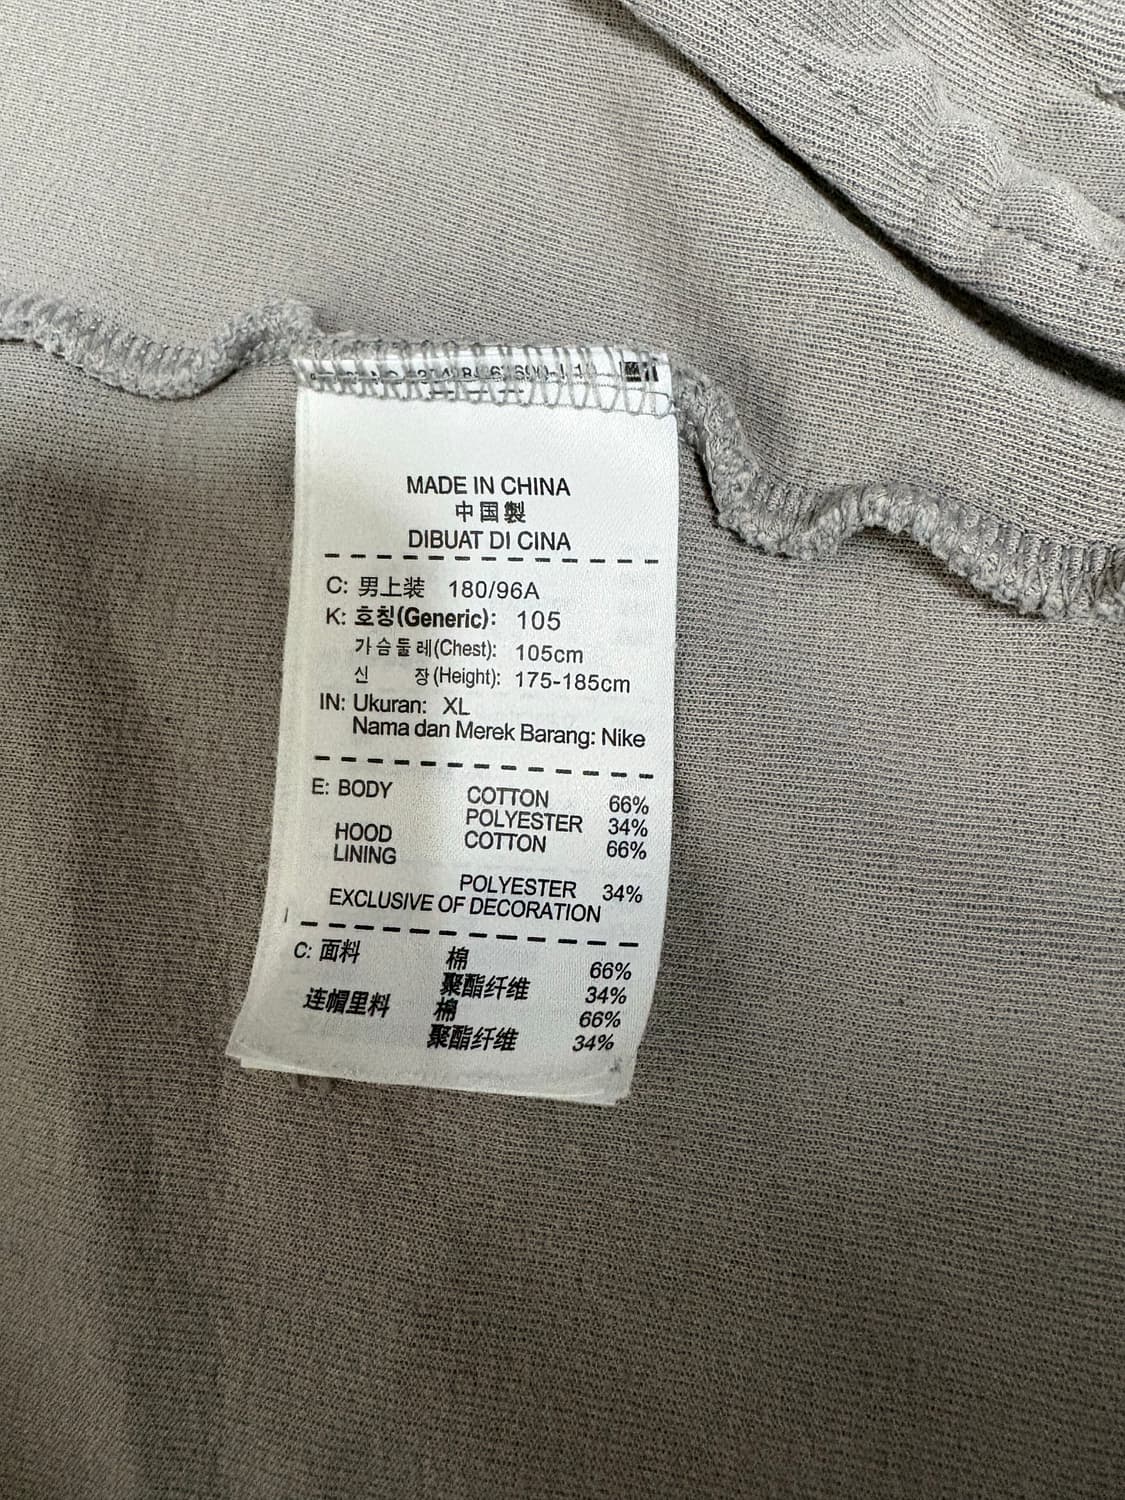 MADE IN CHINA
中国製
DIBUAT DI CINA
C: 男上装 180/96A
K: 호칭(Generic): 105
가슴둘레(Chest): 105cm
신 장(Height): 175-185cm
IN: Ukuran: XL
Nama dan Merek Barang: Nike
E: BODY COTTON 66%
POLYESTER 34%
HOOD COTTON 66%
LINING
POLYESTER 34%
EXCLUSIVE OF DECORATION
C: 面料 棉 66%
聚酯纤维 34%
连帽里料 棉 66%
聚酯纤维 34%